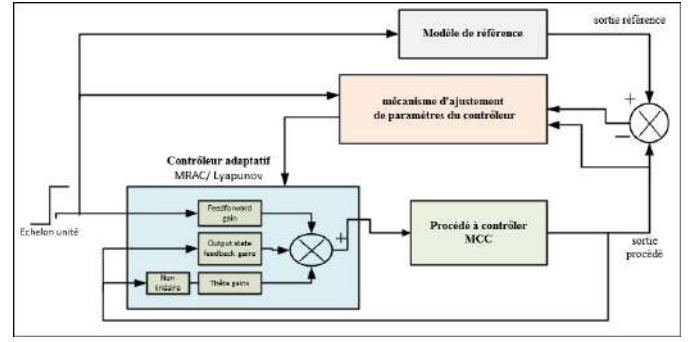 Modèle de référence
sortie référence
+
mécanisme d'ajustement
de paramètres du contrôleur
−
Contrôleur adaptatif
MRAC/ Lyapunov
Echelon unité
Feedforward
gain
Output state
feedback gains
Non
linéaire
Thêta gains
+
Procédé à contrôler
MCC
sortie
procédé